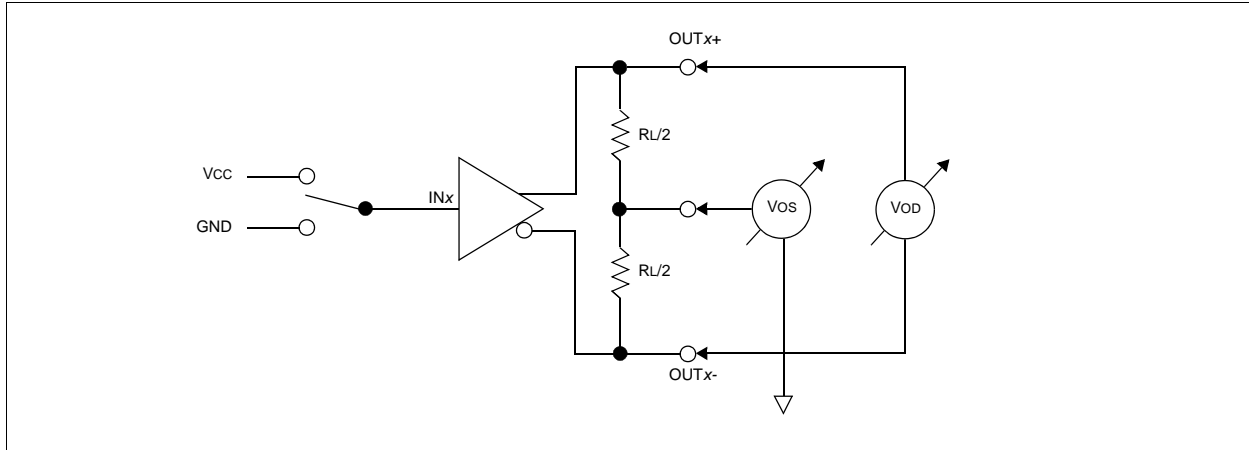 OUTx+
RL/2
VCC
INx
VOS
VOD
GND
RL/2
OUTx-